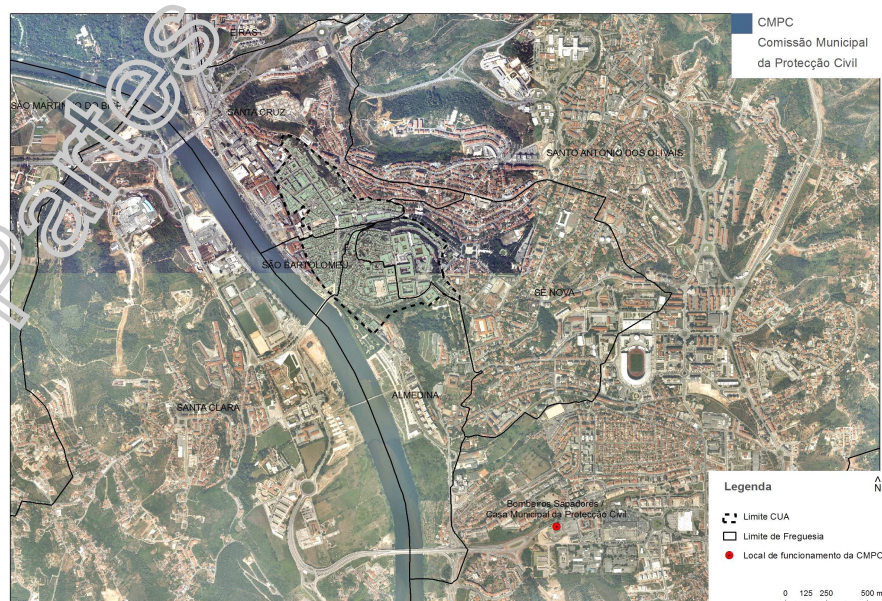 CMPC
Comissão Municipal
da Protecção Civil
EIRAS
SÃO MARTINHO DO BI
SANTA CRUZ
SANTO ANTONIO DOS OLIVAIS
SÃO BARTOLOMEU
SÉ NOVA
SANTA CLARA
ALMEDINA
Bombeiros Sapadores /
Casa Municipal da Protecção Civil
partes
Legenda
N
Limite CUA
Limite de Freguesia
Local de funcionamento da CMPC
0 125 250 500 m